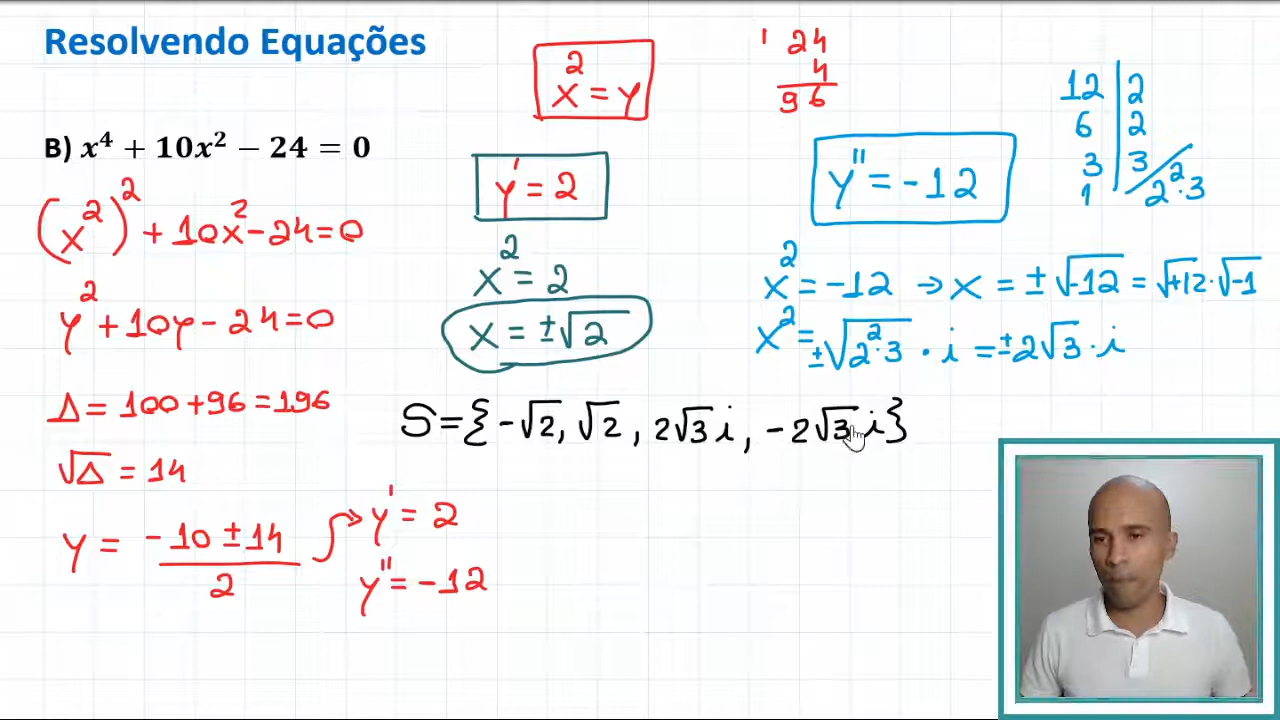 Resolvendo Equações
B) x⁴ + 10x² − 24 = 0
(x²)² + 10x² - 24 = 0
y² + 10y - 24 = 0
Δ = 100 + 96 = 196
√Δ = 14
y = (-10 ± 14)/2
y' = 2
y'' = -12
x² = y
y' = 2
x² = 2
x = ±√2
1 24
4
96
y'' = -12
12 | 2
6 | 2
3 | 3
1 / 2²·3
x² = -12 → x = ±√-12 = √+12 · √-1
x² = ±√2²·3 · i = ±2√3 · i
S = {-√2, √2, 2√3 i, -2√3 i}